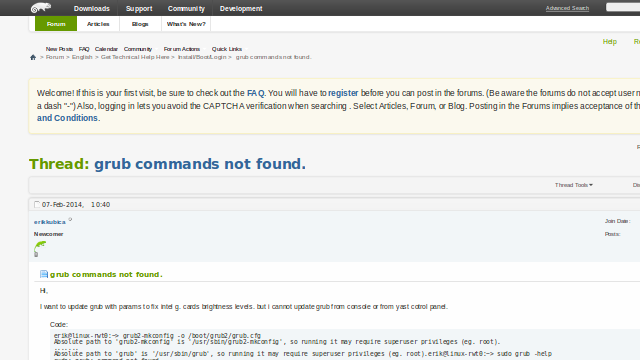 Downloads Support Community Development Advanced Search
Forum Articles Blogs What's New?
Help
New Posts FAQ Calendar Community Forum Actions Quick Links
> Forum > English > Get Technical Help Here > Install/Boot/Login > grub commands not found.
Welcome! If this is your first visit, be sure to check out the FAQ. You will have to register before you can post in the forums. (Be aware the forums do not accept user
a dash "-") Also, logging in lets you avoid the CAPTCHA verification when searching . Select Articles, Forum, or Blog. Posting in the Forums implies acceptance of
and Conditions.
Thread: grub commands not found.
Thread Tools
07-Feb-2014, 10:40
erikkubica
Newcomer
Join Date:
Posts:
grub commands not found.
Hi,
I want to update grub with params to fix intel g. cards brightness levels. but i cannot update grub from console or from yast cotrol panel.
Code:
erik@linux-rwt0:~> grub2-mkconfig -o /boot/grub2/grub.cfg
Absolute path to 'grub2-mkconfig' is '/usr/sbin/grub2-mkconfig', so running it may require superuser privileges (eg. root).
Absolute path to 'grub' is '/usr/sbin/grub', so running it may require superuser privileges (eg. root).erik@linux-rwt0:~> sudo grub -help